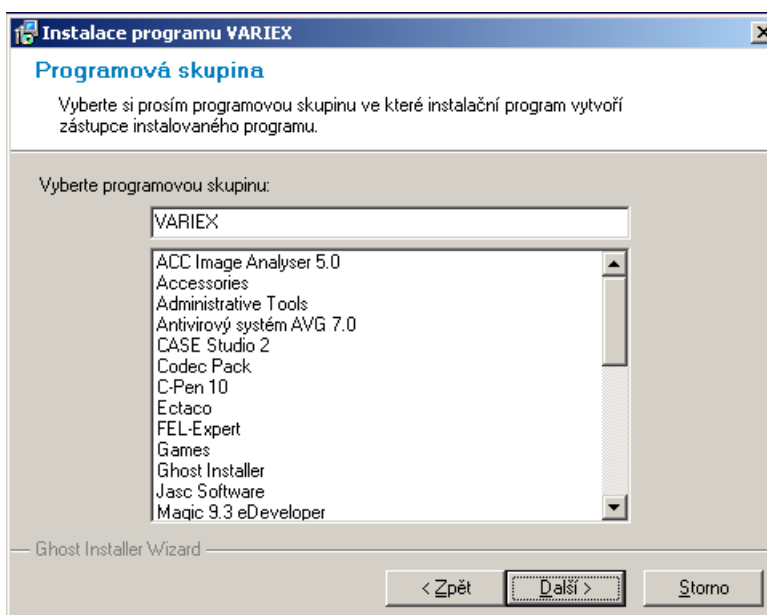 Instalace programu VARIEX
Programová skupina
Vyberte si prosím programovou skupinu ve které instalační program vytvoří
zástupce instalovaného programu.
Vyberte programovou skupinu:
VARIEX
ACC Image Analyser 5.0
Accessories
Administrative Tools
Antivirový systém AVG 7.0
CASE Studio 2
Codec Pack
C-Pen 10
Ectaco
FEL-Expert
Games
Ghost Installer
Jasc Software
Magic 9.3 eDeveloper
Ghost Installer Wizard
< Zpět Další > Storno